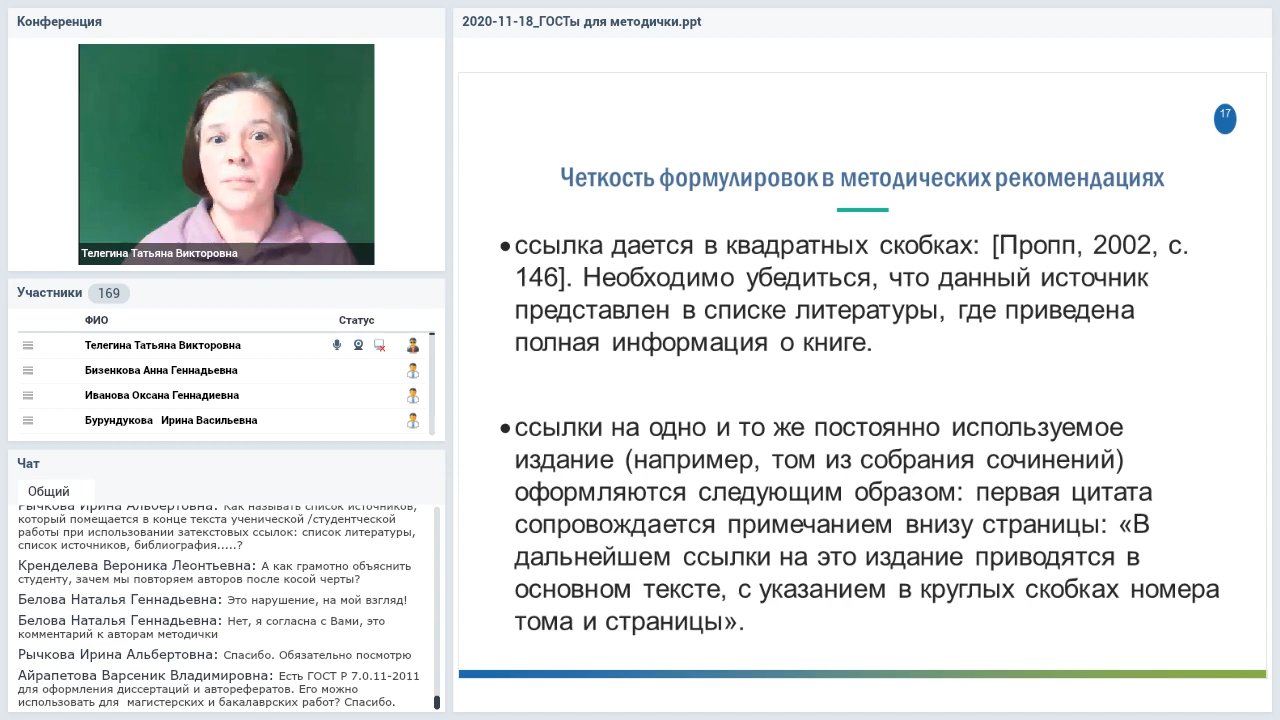 Конференция
Телегина Татьяна Викторовна
Участники 169
ФИО Статус
Телегина Татьяна Викторовна
Бизенкова Анна Геннадьевна
Иванова Оксана Геннадиевна
Бурундукова Ирина Васильевна
Чат
Общий
Рычкова Ирина Альбертовна: Как называть список источников,
который помещается в конце текста ученической /студентческой
работы при использовании затекстовых ссылок: список литературы,
список источников, библиография.....?
Кренделева Вероника Леонтьевна: А как грамотно объяснить
студенту, зачем мы повторяем авторов после косой черты?
Белова Наталья Геннадьевна: Это нарушение, на мой взгляд!
Белова Наталья Геннадьевна: Нет, я согласна с Вами, это
комментарий к авторам методички
Рычкова Ирина Альбертовна: Спасибо. Обязательно посмотрю
Айрапетова Варсеник Владимировна: Есть ГОСТ Р 7.0.11-2011
для оформления диссертаций и авторефератов. Его можно
использовать для магистерских и бакалаврских работ? Спасибо.
2020-11-18_ГОСТы для методички.ppt
17
Четкость формулировок в методических рекомендациях
•ссылка дается в квадратных скобках: [Пропп, 2002, с.
146]. Необходимо убедиться, что данный источник
представлен в списке литературы, где приведена
полная информация о книге.
•ссылки на одно и то же постоянно используемое
издание (например, том из собрания сочинений)
оформляются следующим образом: первая цитата
сопровождается примечанием внизу страницы: «В
дальнейшем ссылки на это издание приводятся в
основном тексте, с указанием в круглых скобках номера
тома и страницы».